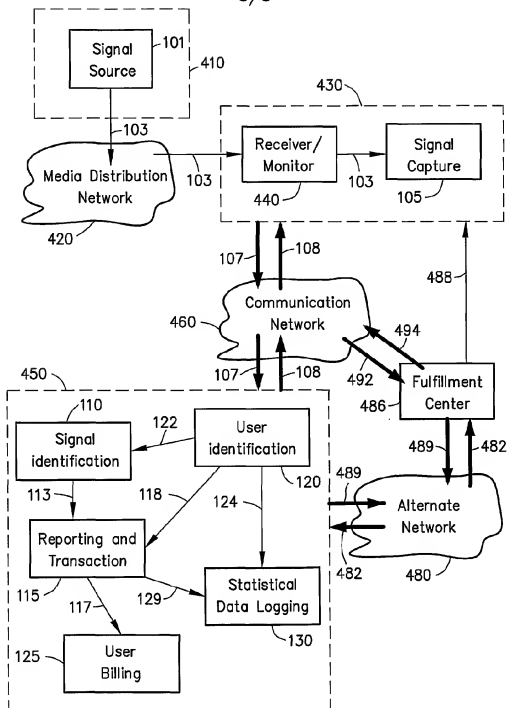 101
Signal
Source
410
103
430
Receiver/
Monitor
440
103
103
Signal
Capture
105
Media Distribution
Network
420
107
108
488
Communication
Network
460
494
492
107
108
450
486
Fulfillment
Center
110
122
Signal
identification
User
identification
120
489
482
113
118
124
489
482
Alternate
Network
480
Reporting and
Transaction
115
117
129
Statistical
Data Logging
130
125
User
Billing